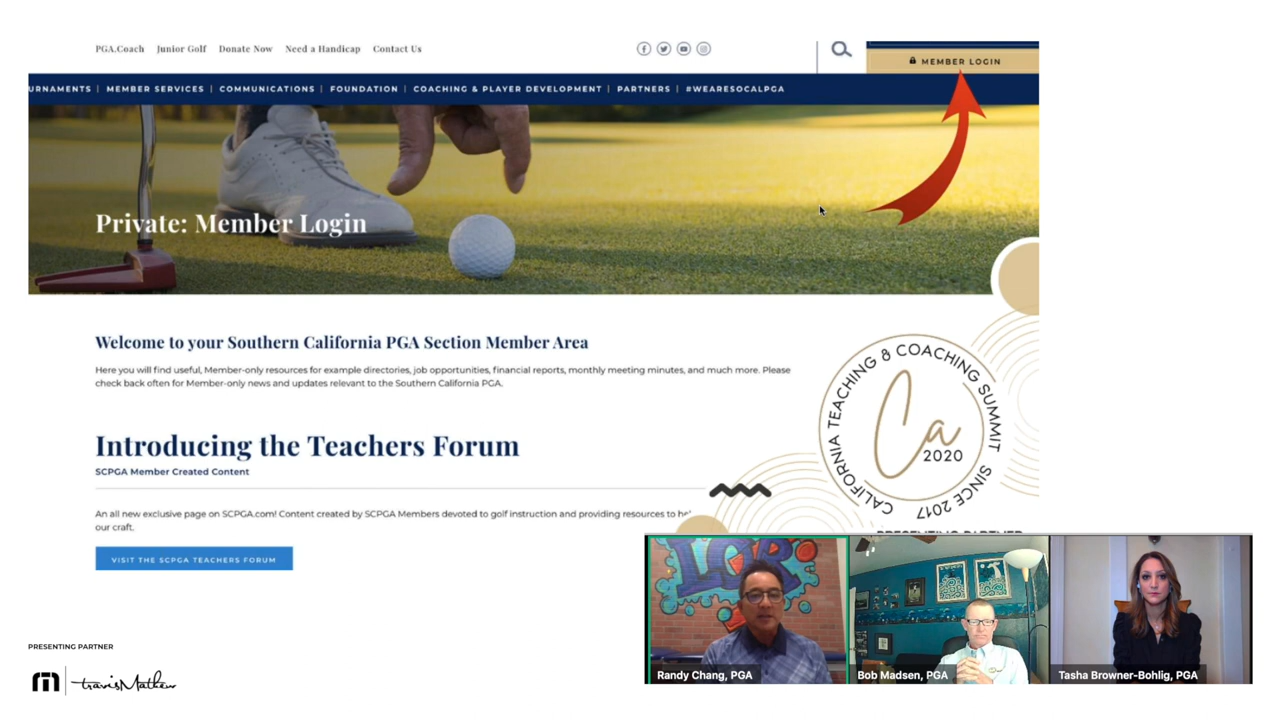 PGA.Coach Junior Golf Donate Now Need a Handicap Contact Us
MEMBER LOGIN
URNAMENTS | MEMBER SERVICES | COMMUNICATIONS | FOUNDATION | COACHING & PLAYER DEVELOPMENT | PARTNERS | #WEARESOCALPGA
Private: Member Login
Welcome to your Southern California PGA Section Member Area
Here you will find useful, Member-only resources for example directories, job opportunities, financial reports, monthly meeting minutes, and much more. Please
check back often for Member-only news and updates relevant to the Southern California PGA.
Introducing the Teachers Forum
SCPGA Member Created Content
An all new exclusive page on SCPGA.com! Content created by SCPGA Members devoted to golf instruction and providing resources to
our craft.
VISIT THE SCPGA TEACHERS FORUM
CALIFORNIA TEACHING & COACHING SUMMIT SINCE 2017
Ca
2020
LQR
Randy Chang, PGA
Bob Madsen, PGA
Tasha Browner-Bohlig, PGA
PRESENTING PARTNER
travisMathew